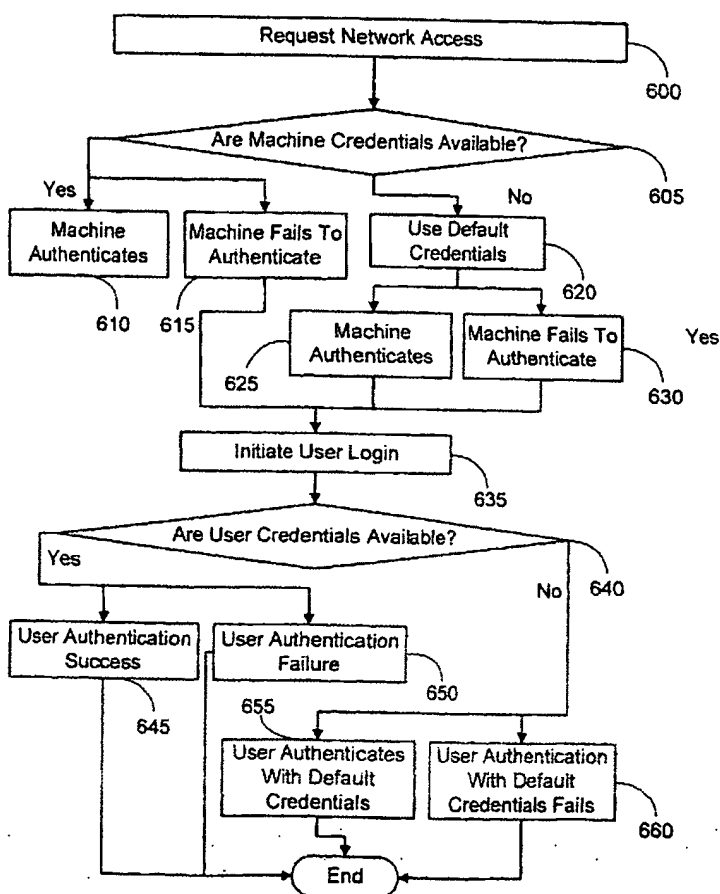 Request Network Access
600
Are Machine Credentials Available?
605
Yes
No
Machine
Authenticates
610
Machine Fails To
Authenticate
615
Use Default
Credentials
620
Machine
Authenticates
625
Machine Fails To
Authenticate
630
Yes
Initiate User Login
635
Are User Credentials Available?
640
Yes
No
User Authentication
Success
645
User Authentication
Failure
650
655
User Authenticates
With Default
Credentials
User Authentication
With Default
Credentials Fails
660
End